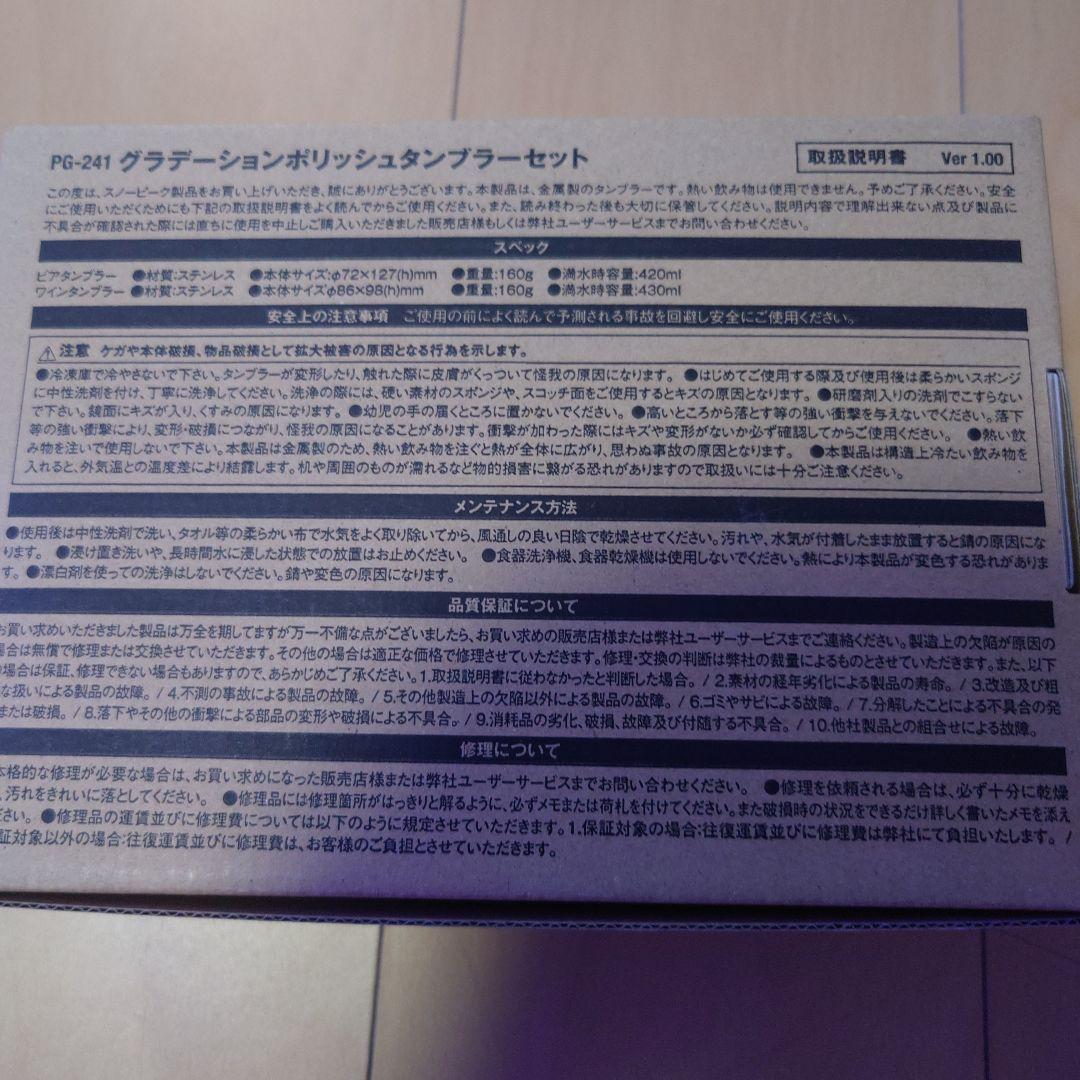 PG-241 グラデーションポリッシュタンブラーセット
取扱説明書 Ver 1.00
この度は、スノーピーク製品をお買い上げいただき、誠にありがとうございます。本製品は、金属製のタンブラーです。熱い飲み物は使用できません。予めご了承ください。安全
にご使用いただくためにも下記の取扱説明書をよく読んでからご使用ください。また、読み終わった後も大切に保管してください。説明内容で理解出来ない点及び製品に
不具合が確認された際には直ちに使用を中止しご購入いただきました販売店様もしくは弊社ユーザーサービスまでお問い合わせください。
スペック
ビアタンブラー ●材質:ステンレス ●本体サイズ:φ72×127(h)mm ●重量:160g ●満水時容量:420ml
ワインタンブラー ●材質:ステンレス ●本体サイズφ86×98(h)mm ●重量:160g ●満水時容量:430ml
安全上の注意事項 ご使用の前によく読んで予測される事故を回避し安全にご使用ください。
⚠注意 ケガや本体破損、物品破損として拡大被害の原因となる行為を示します。
●冷凍庫で冷やさないで下さい。タンブラーが変形したり、触れた際に皮膚がくっついて怪我の原因になります。 ●はじめてご使用する際及び使用後は柔らかいスポンジ
に中性洗剤を付け、丁寧に洗浄してください。洗浄の際には、硬い素材のスポンジや、スコッチ面をご使用するとキズの原因となります。 ●研磨剤入りの洗剤でこすらない
で下さい。鏡面にキズが入り、くすみの原因になります。 ●幼児の手の届くところに置かないでください。 ●高いところから落とす等の強い衝撃を与えないでください。落下
等の強い衝撃により、変形・破損につながり、怪我の原因になることがあります。衝撃が加わった際にはキズや変形がないか必ず確認してからご使用ください。 ●熱い飲
み物を注いで使用しないで下さい。本製品は金属製のため、熱い飲み物を注ぐと熱が全体に広がり、思わぬ事故の原因となります。 ●本製品は構造上冷たい飲み物を
入れると、外気温との温度差により結露します。机や周囲のものが濡れるなど物的損害に繋がる恐れがありますので取扱いには十分ご注意ください。
メンテナンス方法
●使用後は中性洗剤で洗い、タオル等の柔らかい布で水気をよく取り除いてから、風通しの良い日陰で乾燥させてください。汚れや、水気が付着したまま放置すると錆の原因にな
ります。 ●浸け置き洗いや、長時間水に浸した状態での放置はお止めください。 ●食器洗浄機、食器乾燥機は使用しないでください。熱により本製品が変色する恐れがありま
す。 ●漂白剤を使っての洗浄はしないでください。錆や変色の原因になります。
品質保証について
お買い求めいただきました製品は万全を期してますが万一不備な点がございましたら、お買い求めの販売店様または弊社ユーザーサービスまでご連絡ください。製造上の欠陥が原因の
場合は無償で修理または交換させていただきます。その他の場合は適正な価格で修理させていただきます。修理・交換の判断は弊社の裁量によるものとさせていただきます。また、以下
の場合は保証、修理できない場合もありますので、あらかじめご了承ください。1.取扱説明書に従わなかったと判断した場合。/ 2.素材の経年劣化による製品の寿命。/ 3.改造及び粗
な扱いによる製品の故障。/ 4.不測の事故による製品の故障。/ 5.その他製造上の欠陥以外による製品の故障。/ 6.ゴミやサビによる故障。/ 7.分解したことによる不具合の発
または破損。/ 8.落下やその他の衝撃による部品の変形や破損による不具合。/ 9.消耗品の劣化、破損、故障及び付随する不具合。/ 10.他社製品との組合せによる故障。
修理について
本格的な修理が必要な場合は、お買い求めになった販売店様または弊社ユーザーサービスまでお問い合わせください。 ●修理を依頼される場合は、必ず十分に乾燥
、汚れをきれいに落としてください。 ●修理品には修理箇所がはっきりと解るように、必ずメモまたは荷札を付けてください。また破損時の状況をできるだけ詳しく書いたメモを添え
ださい。 ●修理品の運賃並びに修理費については以下のように規定させていただきます。1.保証対象の場合:往復運賃並びに修理費は弊社にて負担いたします。/
証対象以外の場合:往復運賃並びに修理費は、お客様のご負担とさせていただきます。